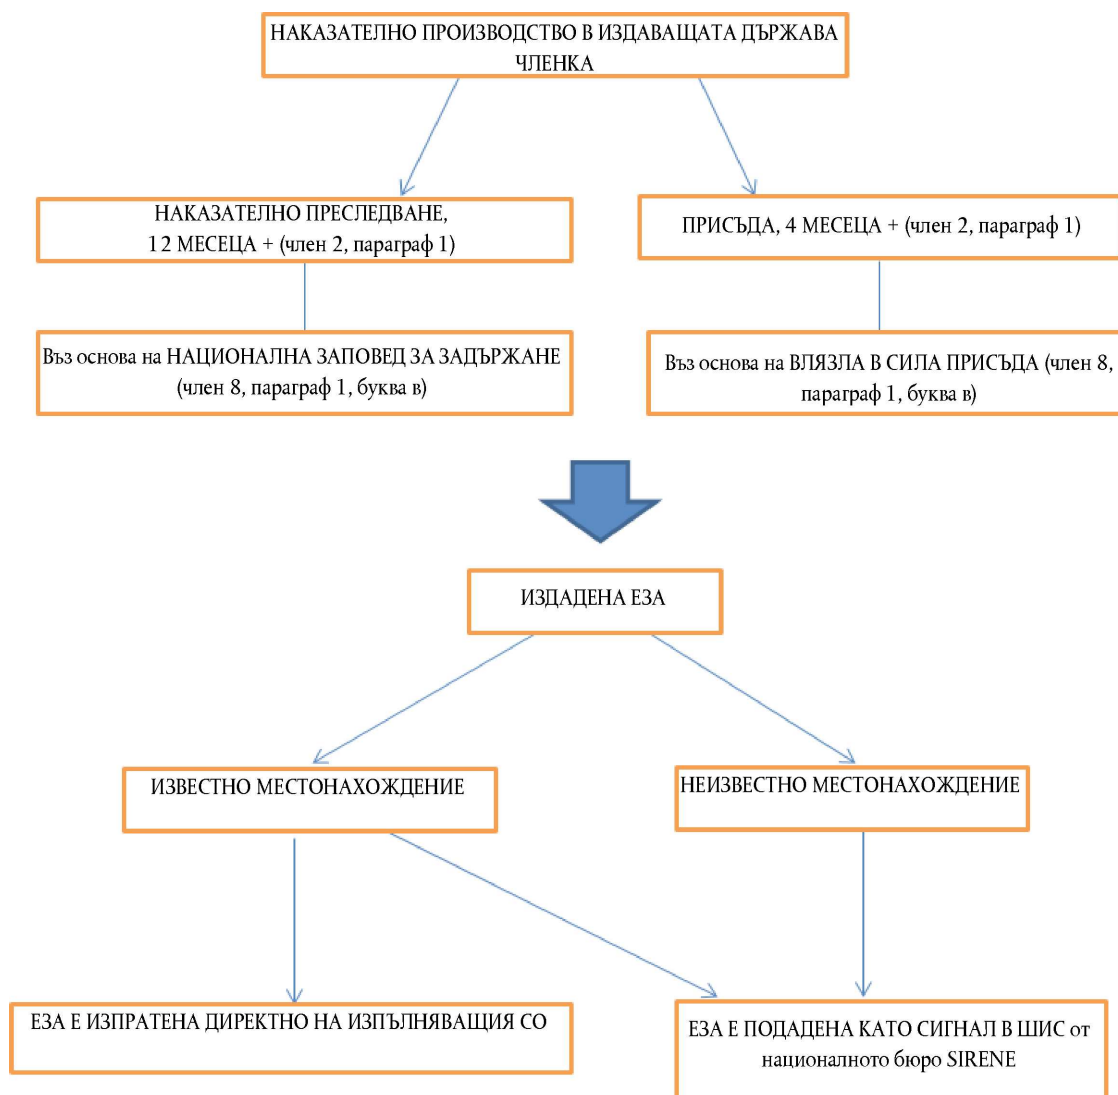 НАКАЗАТЕЛНО ПРОИЗВОДСТВО В ИЗДАВАЩАТА ДЪРЖАВА
ЧЛЕНКА
НАКАЗАТЕЛНО ПРЕСЛЕДВАНЕ,
12 МЕСЕЦА + (член 2, параграф 1)
ПРИСЪДА, 4 МЕСЕЦА + (член 2, параграф 1)
Въз основа на НАЦИОНАЛНА ЗАПОВЕД ЗА ЗАДЪРЖАНЕ
(член 8, параграф 1, буква в)
Въз основа на ВЛЯЗЛА В СИЛА ПРИСЪДА (член 8,
параграф 1, буква в)
ИЗДАДЕНА ЕЗА
ИЗВЕСТНО МЕСТОНАХОЖДЕНИЕ
НЕИЗВЕСТНО МЕСТОНАХОЖДЕНИЕ
ЕЗА Е ИЗПРАТЕНА ДИРЕКТНО НА ИЗПЪЛНЯВАЩИЯ СО
ЕЗА Е ПОДАДЕНА КАТО СИГНАЛ В ШИС от
националното бюро SIRENE